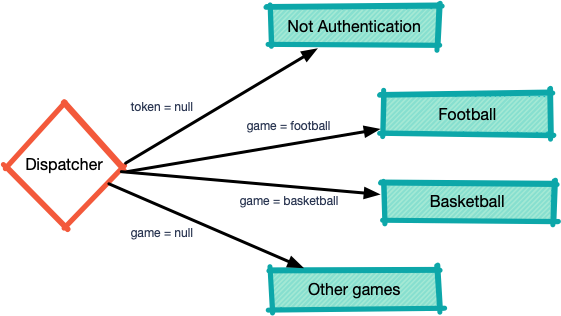 Not Authentication
token = null
Football
game = football
Dispatcher
game = basketball
Basketball
game = null
Other games